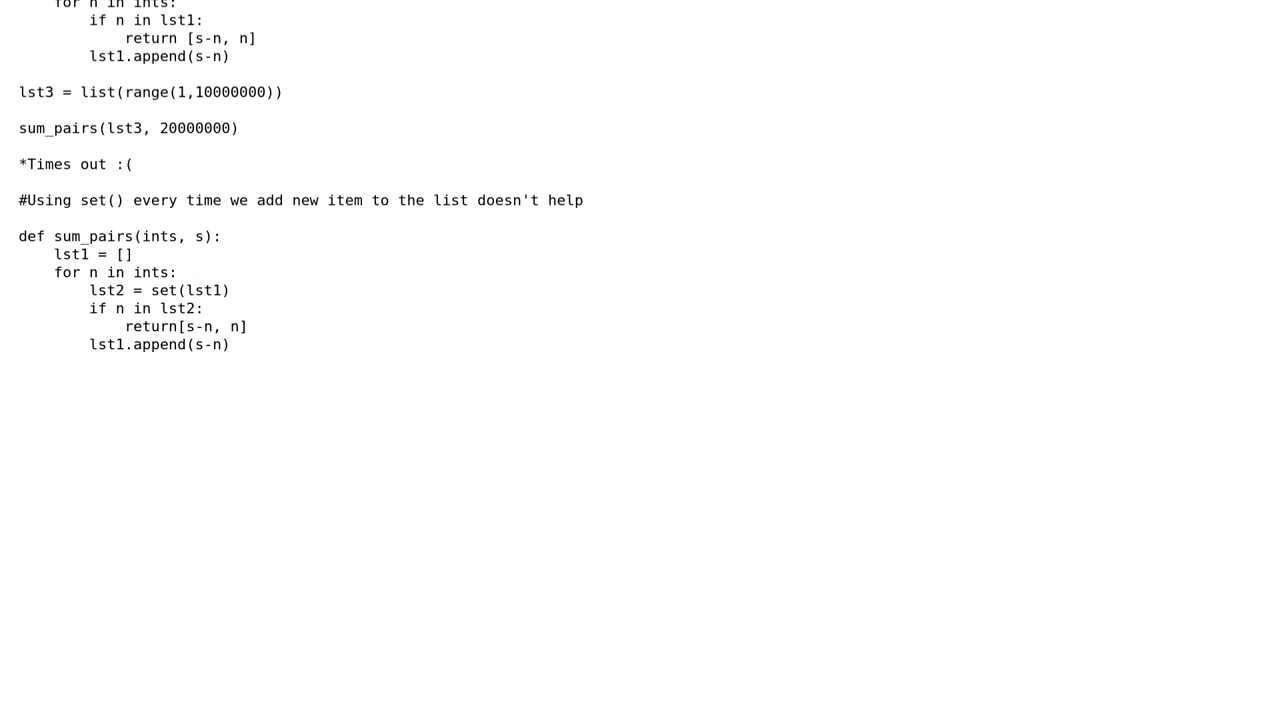 for n in ints:
if n in lst1:
return [s-n, n]
lst1.append(s-n)
lst3 = list(range(1,10000000))
sum_pairs(lst3, 20000000)
*Times out :(
#Using set() every time we add new item to the list doesn't help
def sum_pairs(ints, s):
lst1 = []
for n in ints:
lst2 = set(lst1)
if n in lst2:
return[s-n, n]
lst1.append(s-n)